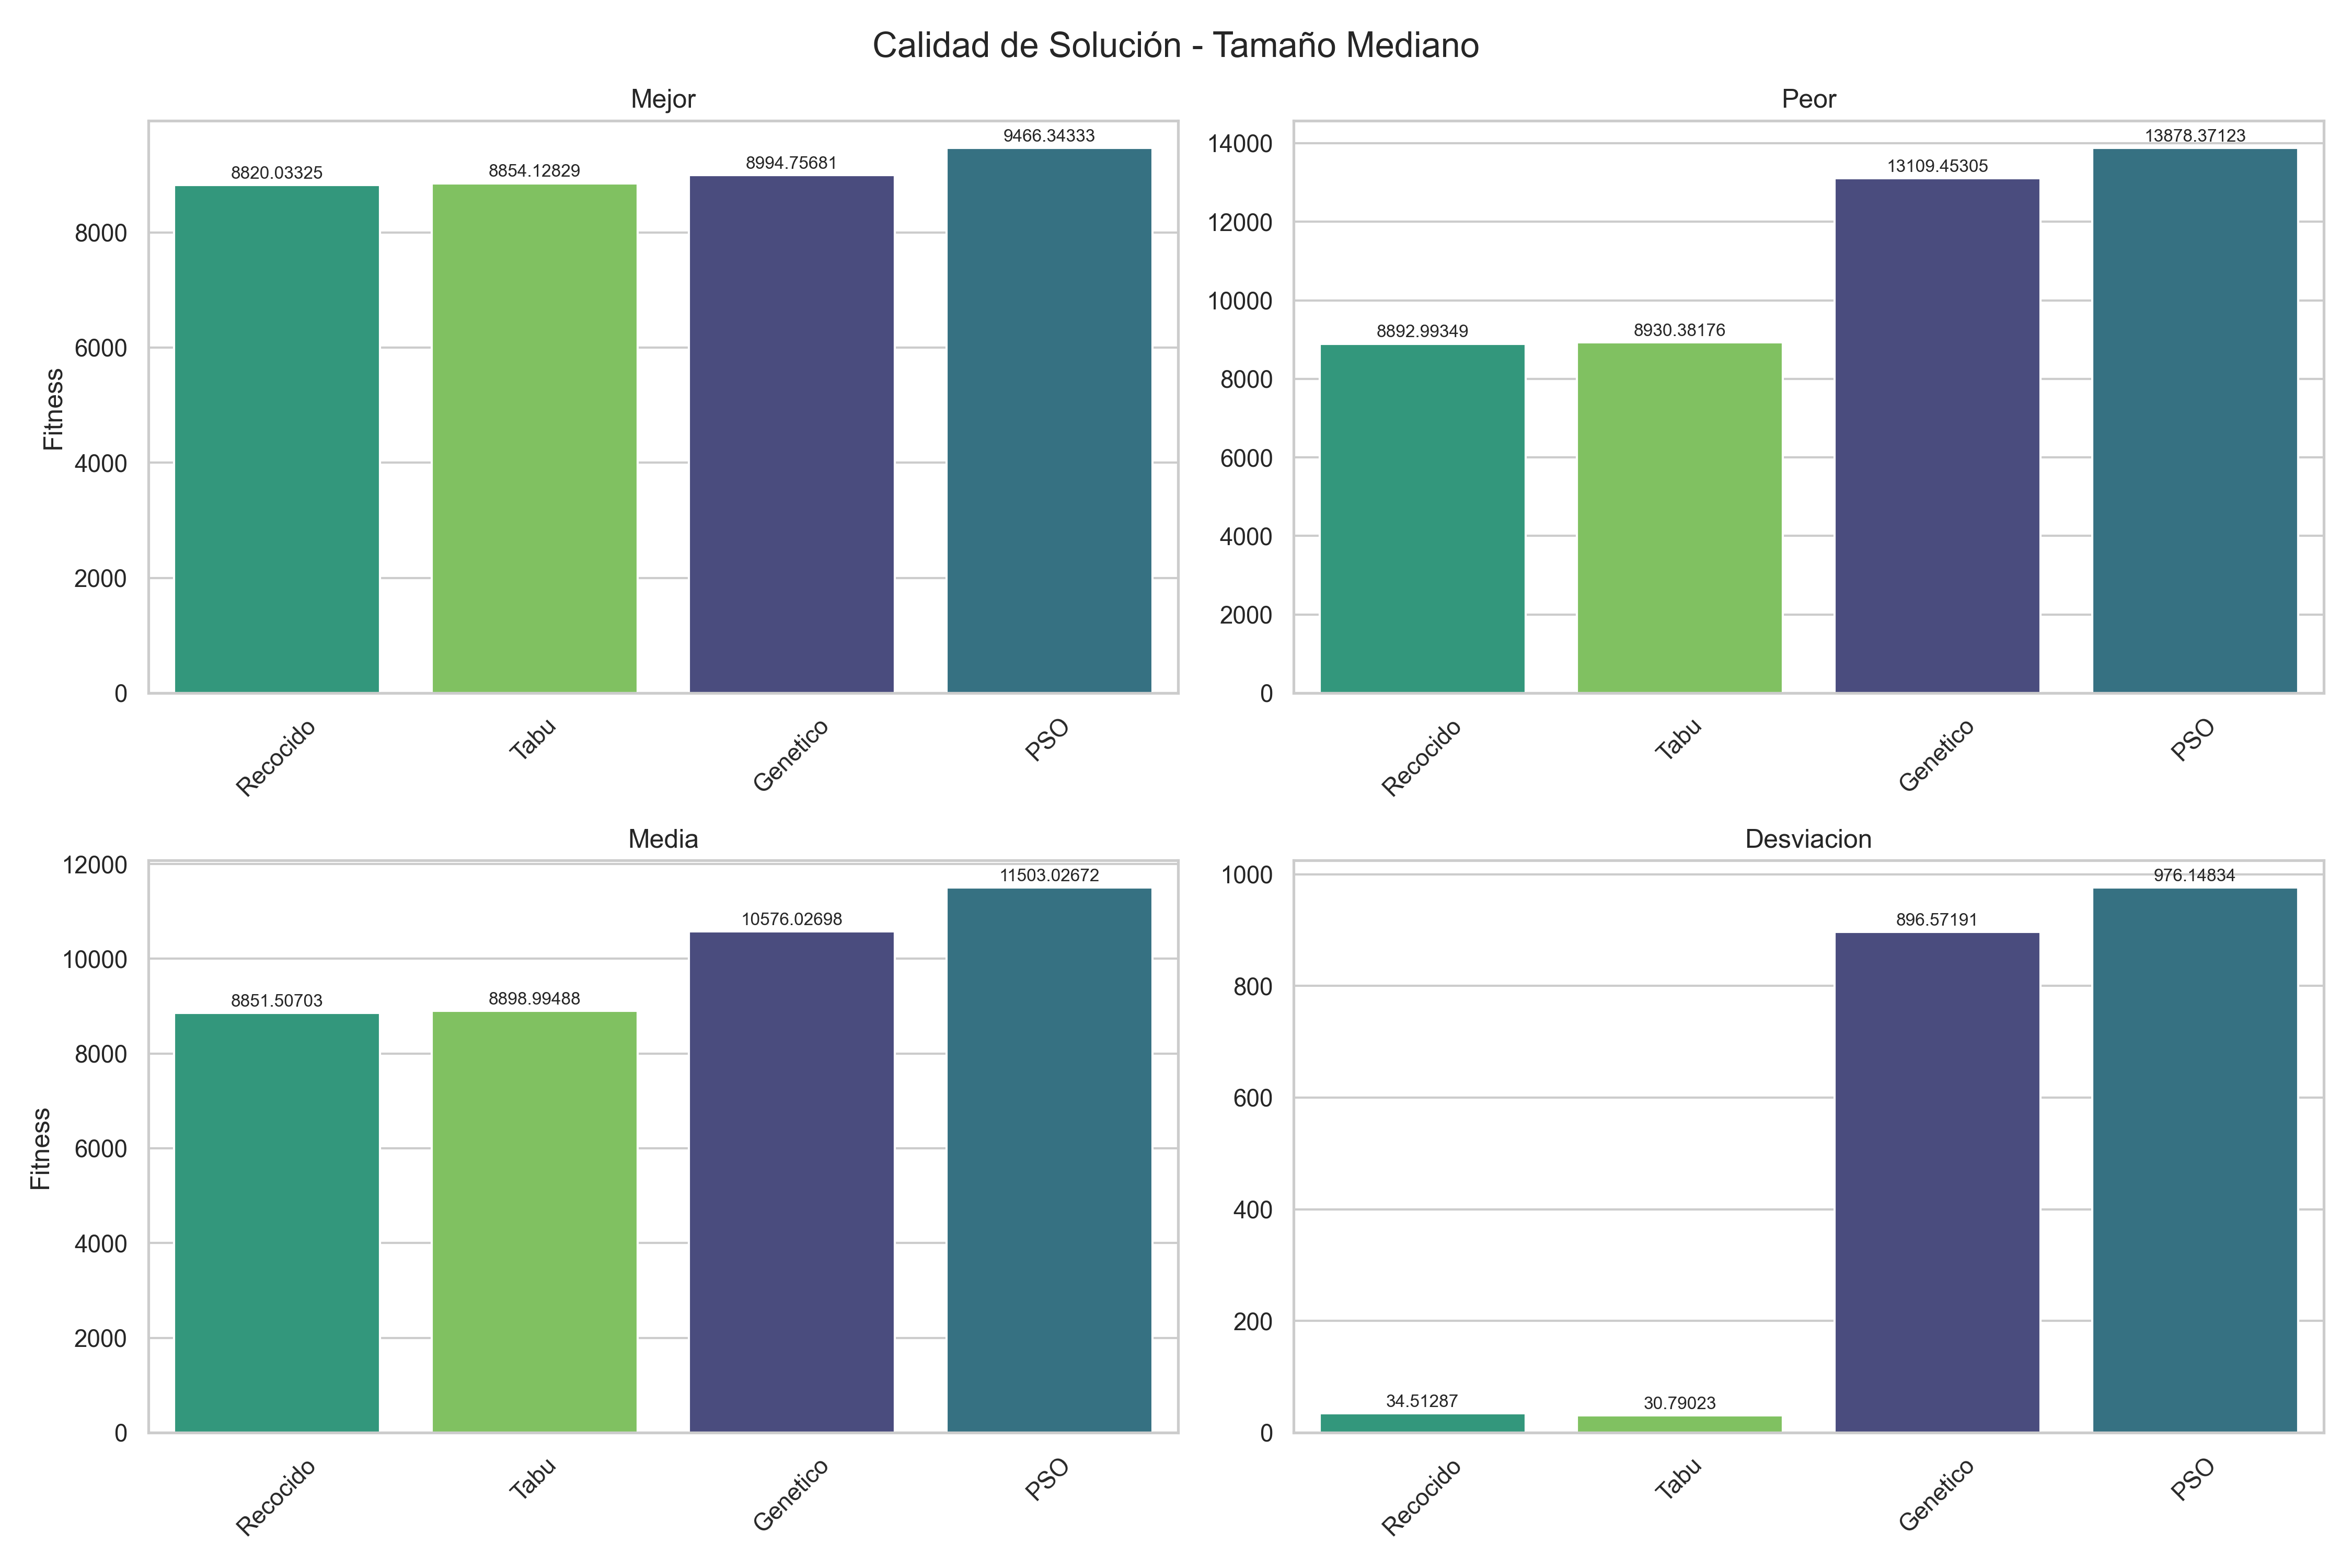 Calidad de Solución - Tamaño Mediano
Mejor
Fitness
8000
6000
4000
2000
0
8820.03325
8854.12829
8994.75681
9466.34333
Recocido
Tabu
Genetico
PSO
Peor
14000
12000
10000
8000
6000
4000
2000
0
8892.99349
8930.38176
13109.45305
13878.37123
Recocido
Tabu
Genetico
PSO
Media
Fitness
12000
10000
8000
6000
4000
2000
0
8851.50703
8898.99488
10576.02698
11503.02672
Recocido
Tabu
Genetico
PSO
Desviacion
1000
800
600
400
200
0
34.51287
30.79023
896.57191
976.14834
Recocido
Tabu
Genetico
PSO